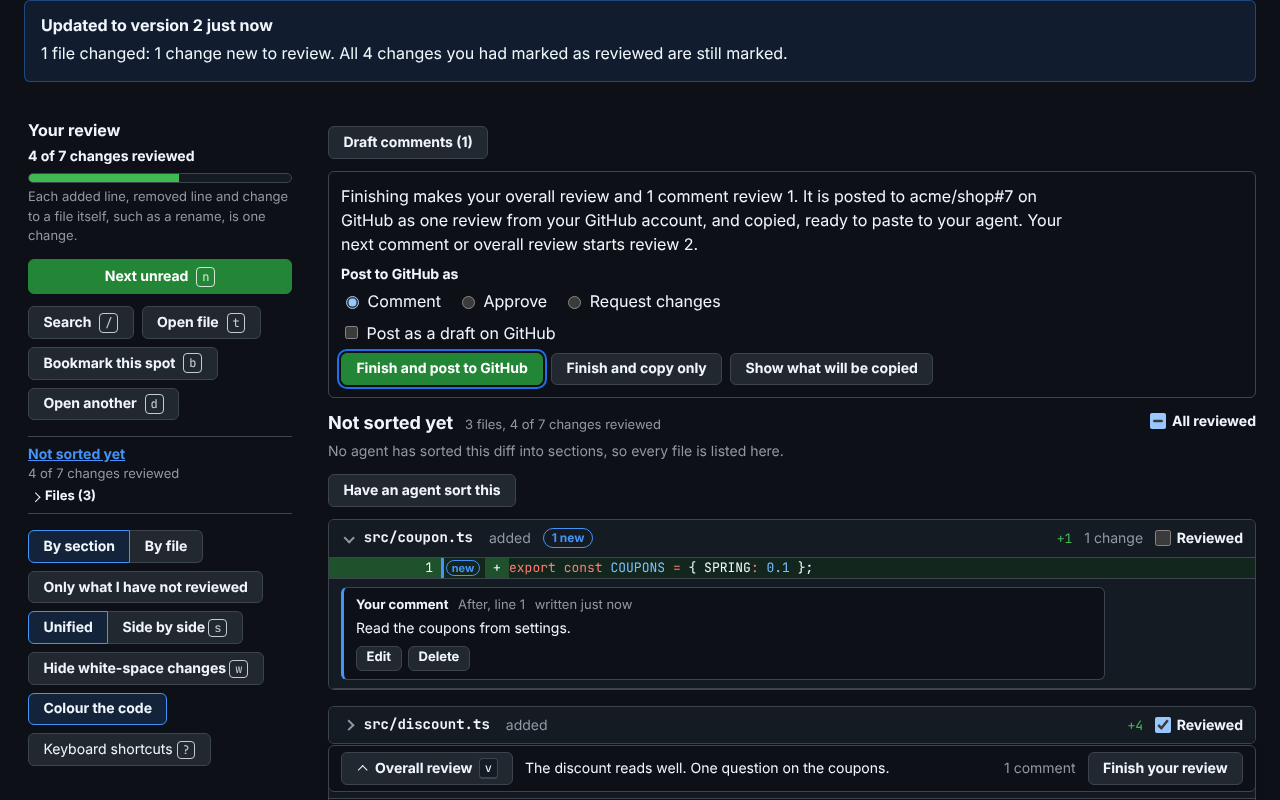 Updated to version 2 just now
1 file changed: 1 change new to review. All 4 changes you had marked as reviewed are still marked.
Your review
4 of 7 changes reviewed
Each added line, removed line and change
to a file itself, such as a rename, is one
change.
Next unread n
Search / Open file t
Bookmark this spot b
Open another d
Not sorted yet
4 of 7 changes reviewed
Files (3)
By section By file
Only what I have not reviewed
Unified Side by side s
Hide white-space changes w
Colour the code
Keyboard shortcuts ?
Draft comments (1)
Finishing makes your overall review and 1 comment review 1. It is posted to acme/shop#7 on
GitHub as one review from your GitHub account, and copied, ready to paste to your agent. Your
next comment or overall review starts review 2.
Post to GitHub as
Comment Approve Request changes
Post as a draft on GitHub
Finish and post to GitHub Finish and copy only Show what will be copied
Not sorted yet 3 files, 4 of 7 changes reviewed All reviewed
No agent has sorted this diff into sections, so every file is listed here.
Have an agent sort this
src/coupon.ts added 1 new +1 1 change Reviewed
1 new + export const COUPONS = { SPRING: 0.1 };
Your comment After, line 1 written just now
Read the coupons from settings.
Edit Delete
src/discount.ts added +4 Reviewed
Overall review v The discount reads well. One question on the coupons. 1 comment Finish your review